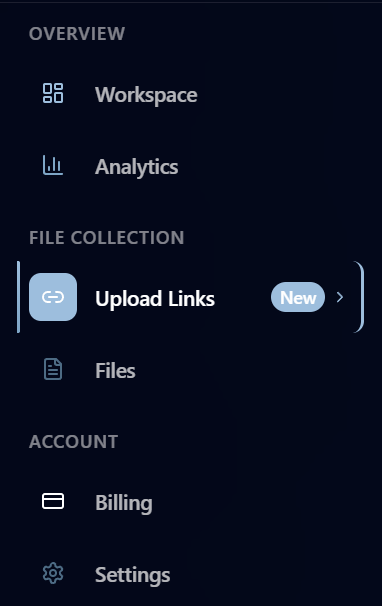 OVERVIEW
Workspace
Analytics
FILE COLLECTION
Upload Links New
Files
ACCOUNT
Billing
Settings